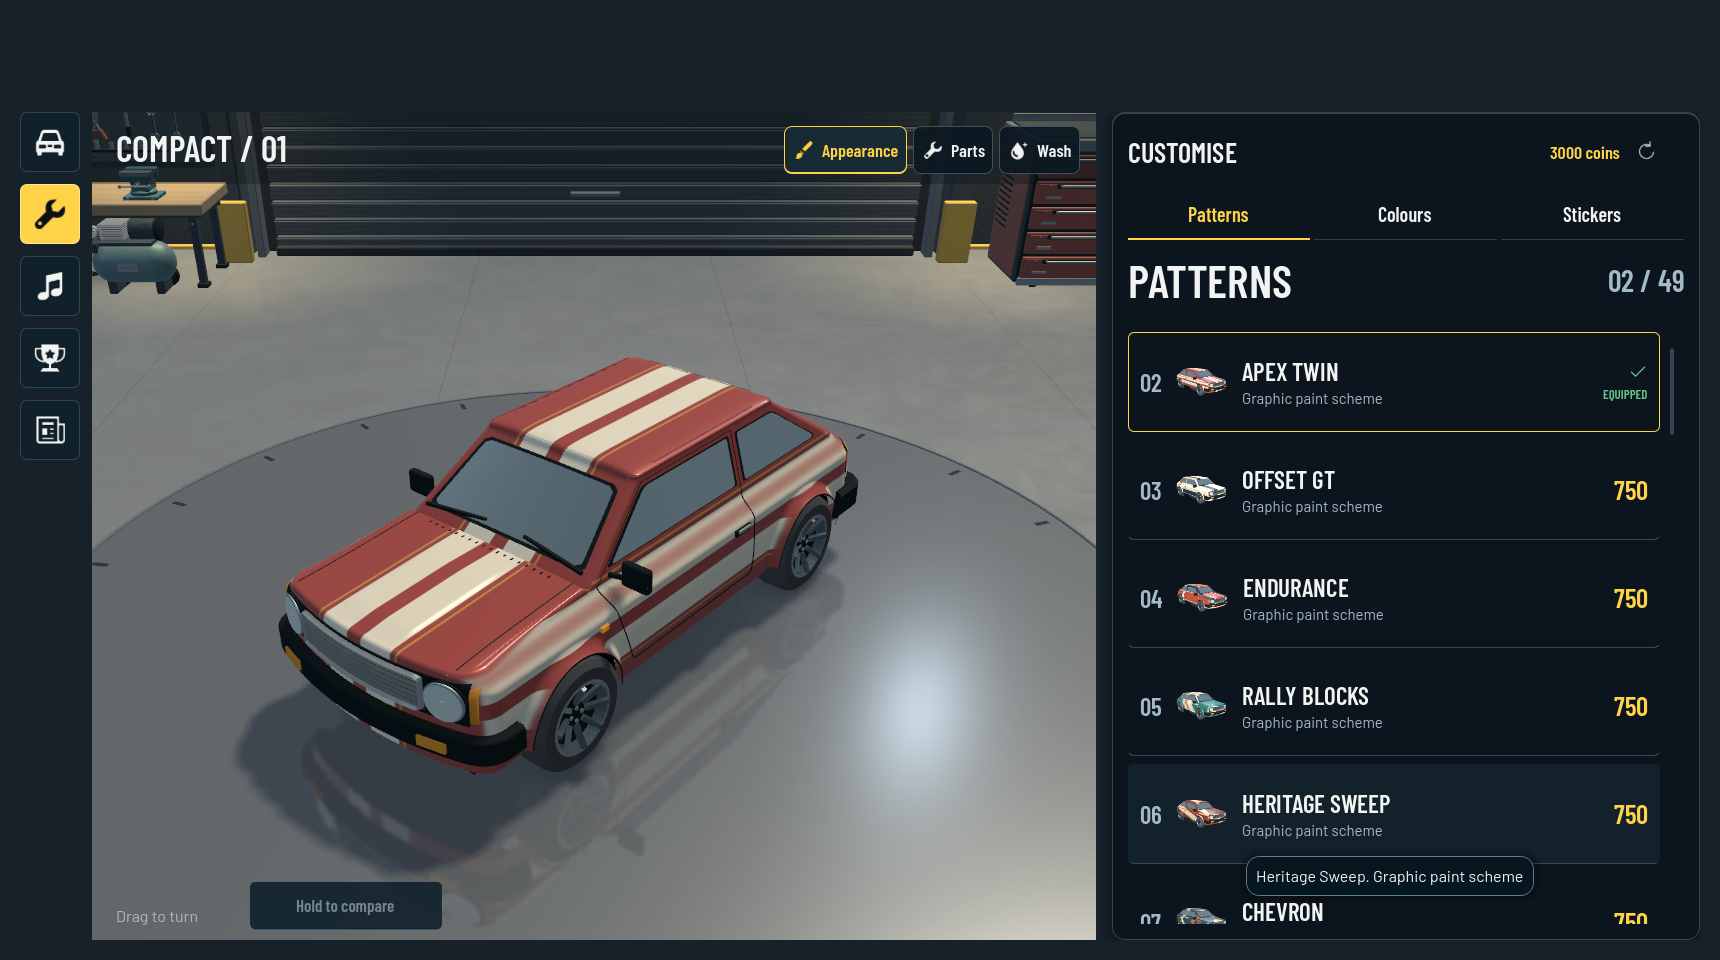 COMPACT / 01
Appearance
Parts
Wash
Drag to turn
Hold to compare
CUSTOMISE
3000 coins
Patterns
Colours
Stickers
PATTERNS
02 / 49
02
APEX TWIN
Graphic paint scheme
EQUIPPED
03
OFFSET GT
Graphic paint scheme
750
04
ENDURANCE
Graphic paint scheme
750
05
RALLY BLOCKS
Graphic paint scheme
750
06
HERITAGE SWEEP
Graphic paint scheme
750
Heritage Sweep. Graphic paint scheme
07
CHEVRON
750